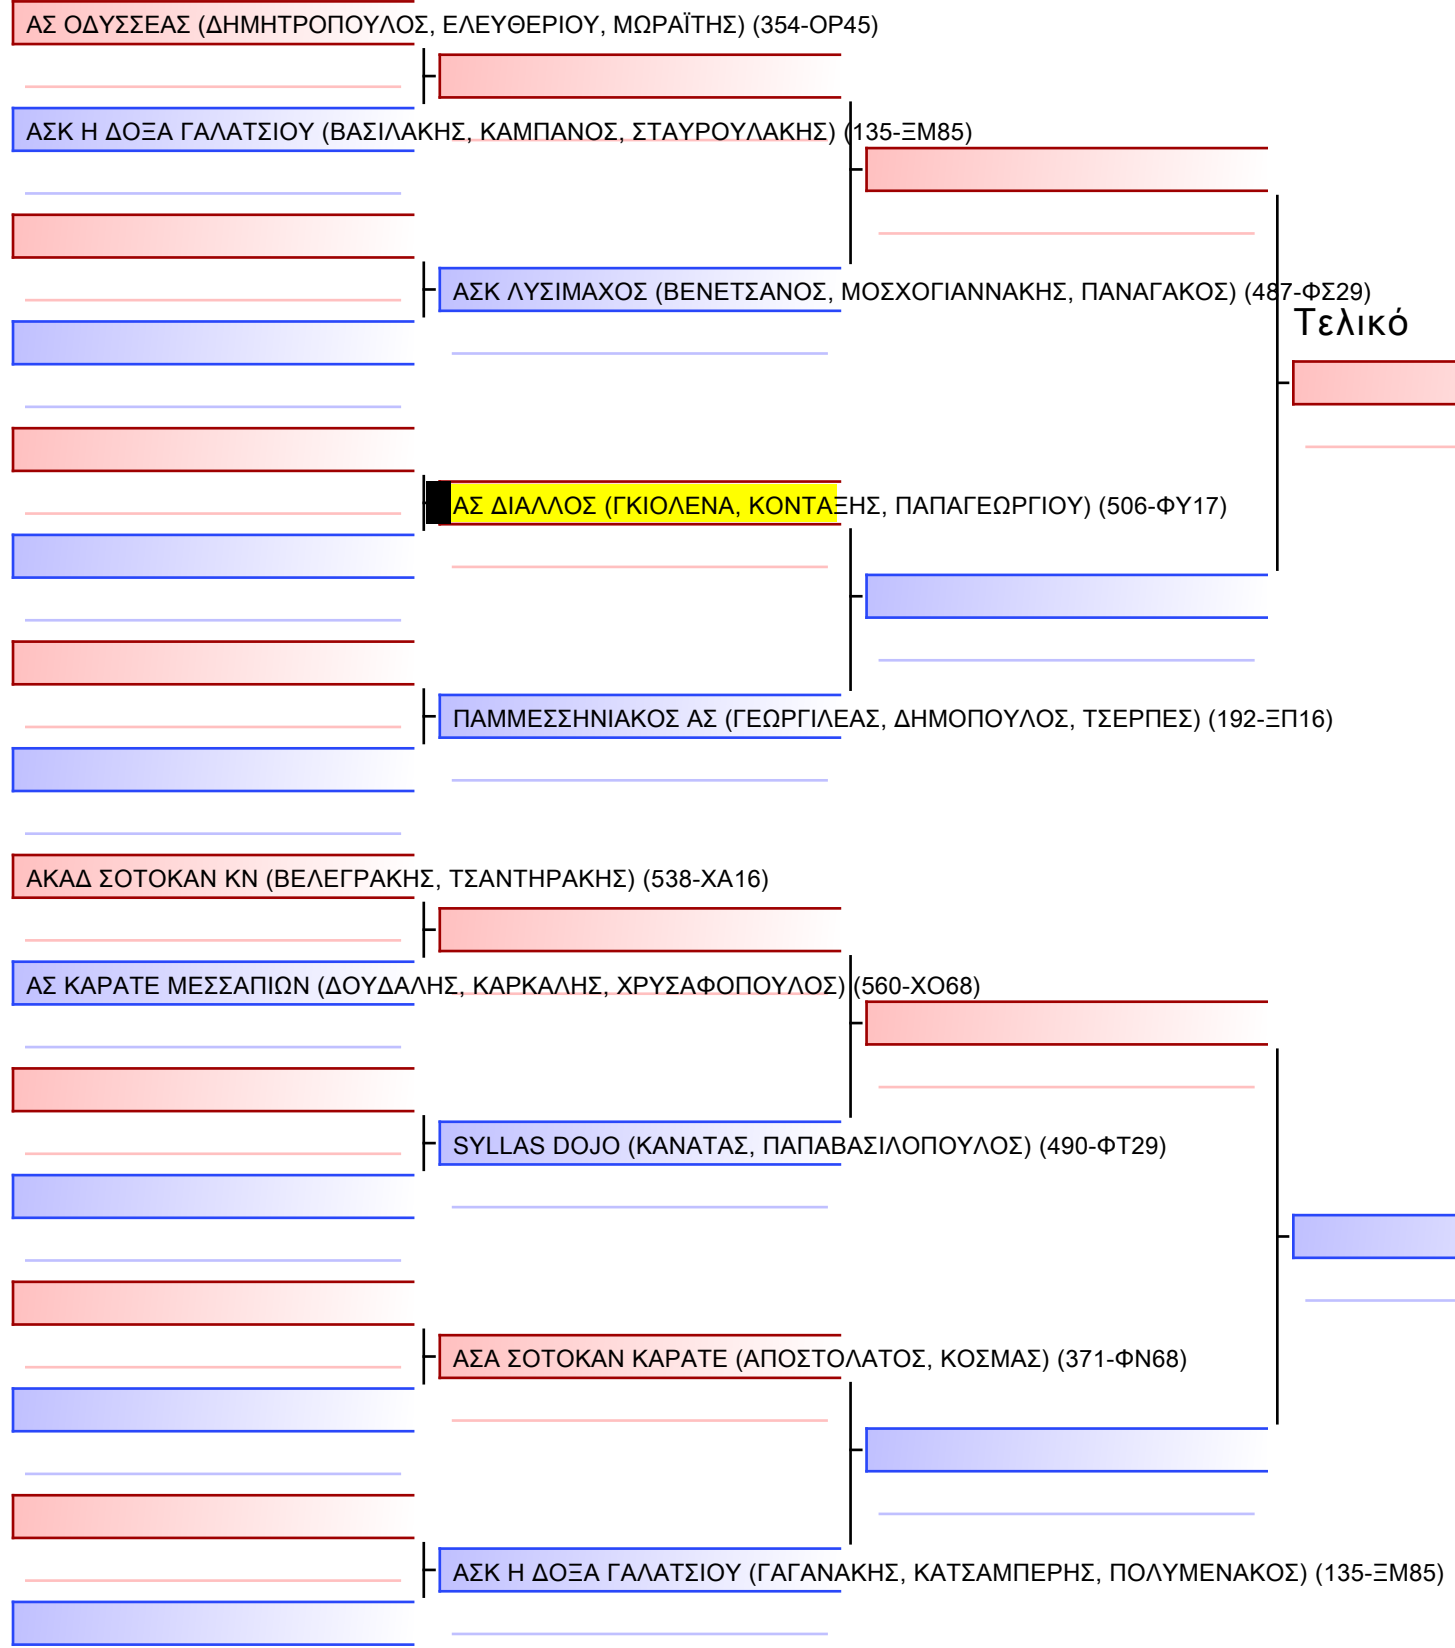 ΑΣ ΟΔΥΣΣΕΑΣ (ΔΗΜΗΤΡΟΠΟΥΛΟΣ, ΕΛΕΥΘΕΡΙΟΥ, ΜΩΡΑΪΤΗΣ) (354-ΟΡ45)
ΑΣΚ Η ΔΟΞΑ ΓΑΛΑΤΣΙΟΥ (ΒΑΣΙΛΑΚΗΣ, ΚΑΜΠΑΝΟΣ, ΣΤΑΥΡΟΥΛΑΚΗΣ) (135-ΞΜ85)
ΑΣΚ ΛΥΣΙΜΑΧΟΣ (ΒΕΝΕΤΣΑΝΟΣ, ΜΟΣΧΟΓΙΑΝΝΑΚΗΣ, ΠΑΝΑΓΑΚΟΣ) (487-ΦΣ29)
Τελικό
ΑΣ ΔΙΑΛΛΟΣ (ΓΚΙΟΛΕΝΑ, ΚΟΝΤΑΞΗΣ, ΠΑΠΑΓΕΩΡΓΙΟΥ) (506-ΦΥ17)
ΠΑΜΜΕΣΣΗΝΙΑΚΟΣ ΑΣ (ΓΕΩΡΓΙΛΕΑΣ, ΔΗΜΟΠΟΥΛΟΣ, ΤΣΕΡΠΕΣ) (192-ΞΠ16)
ΑΚΑΔ ΣΟΤΟΚΑΝ ΚΝ (ΒΕΛΕΓΡΑΚΗΣ, ΤΣΑΝΤΗΡΑΚΗΣ) (538-ΧΑ16)
ΑΣ ΚΑΡΑΤΕ ΜΕΣΣΑΠΙΩΝ (ΔΟΥΔΑΛΗΣ, ΚΑΡΚΑΛΗΣ, ΧΡΥΣΑΦΟΠΟΥΛΟΣ) (560-ΧΟ68)
SYLLAS DOJO (ΚΑΝΑΤΑΣ, ΠΑΠΑΒΑΣΙΛΟΠΟΥΛΟΣ) (490-ΦΤ29)
ΑΣΑ ΣΟΤΟΚΑΝ ΚΑΡΑΤΕ (ΑΠΟΣΤΟΛΑΤΟΣ, ΚΟΣΜΑΣ) (371-ΦΝ68)
ΑΣΚ Η ΔΟΞΑ ΓΑΛΑΤΣΙΟΥ (ΓΑΓΑΝΑΚΗΣ, ΚΑΤΣΑΜΠΕΡΗΣ, ΠΟΛΥΜΕΝΑΚΟΣ) (135-ΞΜ85)